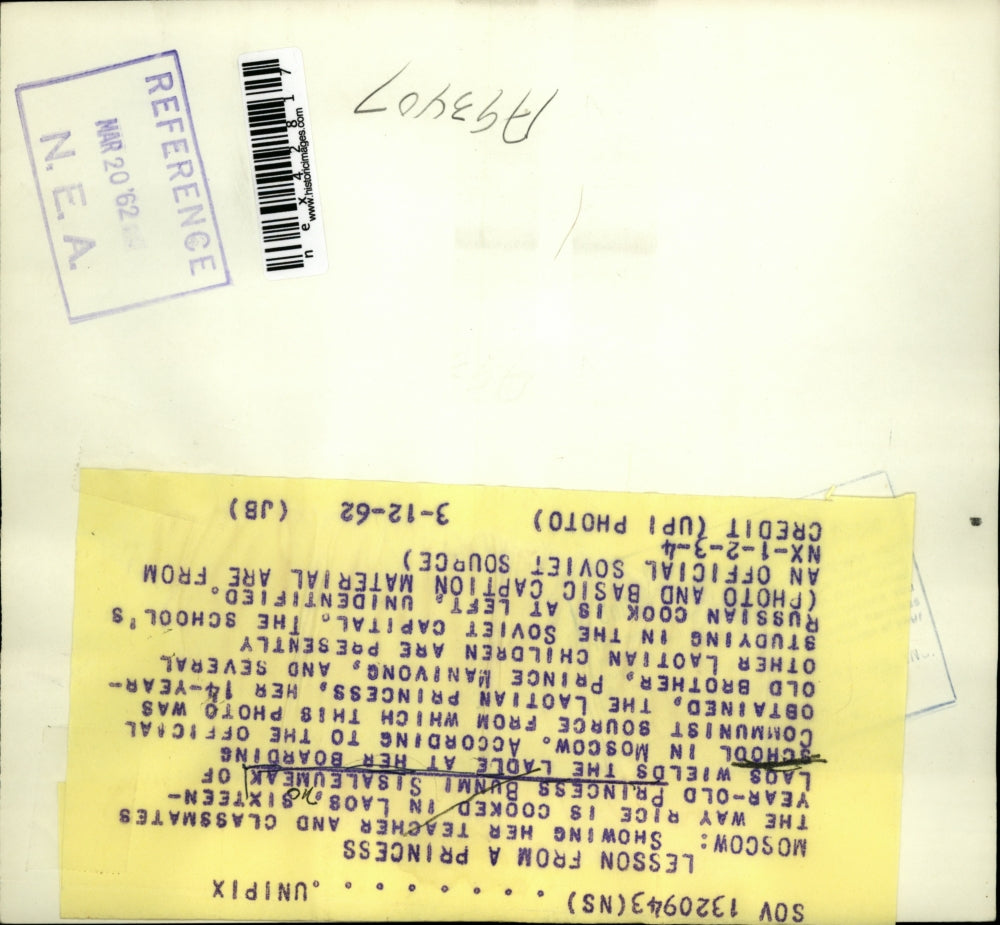 REFERENCE
MAR 20 '62
N. E. A.
nex42817
www.historicimages.com
A93407
SOV 1320943(NS) . . . . . . . . UNIPIX
LESSON FROM A PRINCESS
MOSCOW: SHOWING HER TEACHER AND CLASSMATES
THE WAY RICE IS COOKED IN LAOS SIXTEEN-
YEAR-OLD PRINCESS BUNMI SISALEUMEAK OF
LAOS WIELDS THE LADLE AT HER BOARDING
SCHOOL IN MOSCOW. ACCORDING TO THE OFFICIAL
COMMUNIST SOURCE FROM WHICH THIS PHOTO WAS
OBTAINED, THE LAOTIAN PRINCESS, HER 14-YEAR-
OLD BROTHER, PRINCE MANIVONG, AND SEVERAL
OTHER LAOTIAN CHILDREN ARE PRESENTLY
STUDYING IN THE SOVIET CAPITAL. THE SCHOOL'S
RUSSIAN COOK IS AT LEFT, UNIDENTIFIED.
(PHOTO AND BASIC CAPTION MATERIAL ARE FROM
AN OFFICIAL SOVIET SOURCE)
NX-1-2-3-4
CREDIT (UPI PHOTO) 3-12-62 (JB)